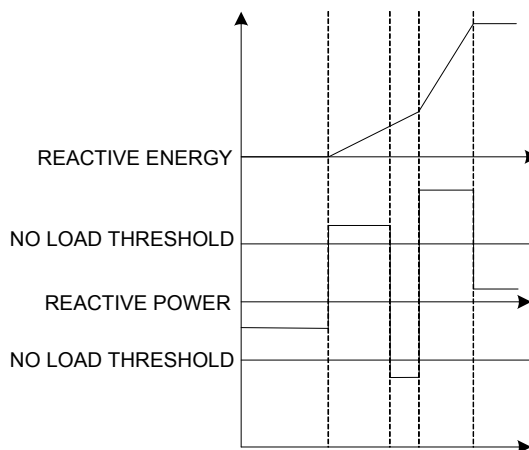 REACTIVE ENERGY
NO LOAD THRESHOLD
REACTIVE POWER
NO LOAD THRESHOLD